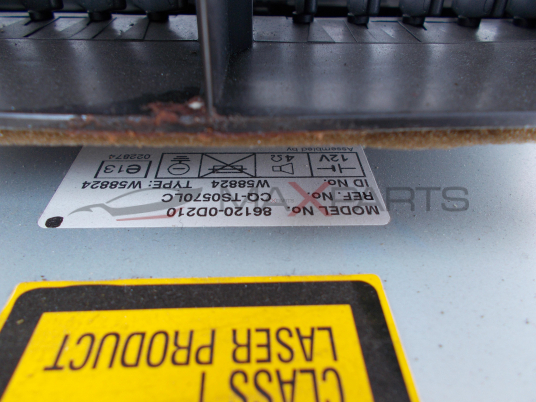 MODEL No. 86120-0D210
REF. No. CQ-TS0570LC
ID No. W58824 TYPE: W58824
12V 4Ω e13
022874
Assembled by
CLASS 1
LASER PRODUCT
MAXPARTS